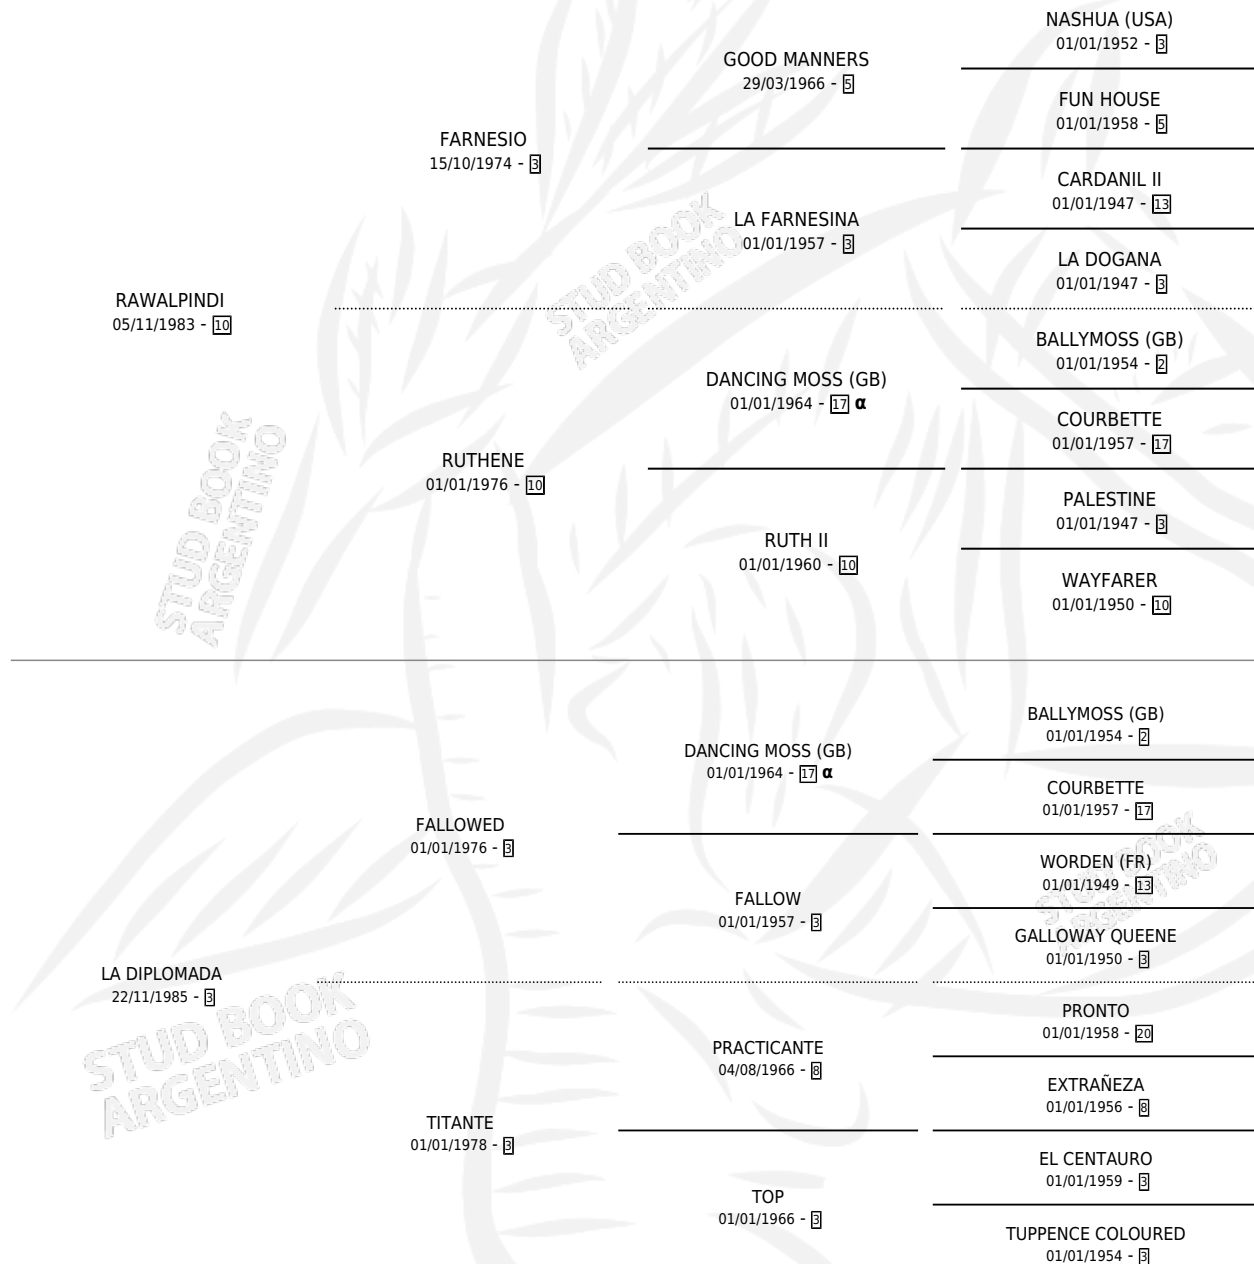 NASHUA (USA)
01/01/1952 - 3
GOOD MANNERS
29/03/1966 - 5
FUN HOUSE
01/01/1958 - 5
FARNESIO
15/10/1974 - 3
CARDANIL II
01/01/1947 - 13
LA FARNESINA
01/01/1957 - 3
LA DOGANA
01/01/1947 - 3
RAWALPINDI
05/11/1983 - 10
BALLYMOSS (GB)
01/01/1954 - 2
DANCING MOSS (GB)
01/01/1964 - 17 α
COURBETTE
01/01/1957 - 17
RUTHENE
01/01/1976 - 10
PALESTINE
01/01/1947 - 3
RUTH II
01/01/1960 - 10
WAYFARER
01/01/1950 - 10
BALLYMOSS (GB)
01/01/1954 - 2
DANCING MOSS (GB)
01/01/1964 - 17 α
COURBETTE
01/01/1957 - 17
FALLOWED
01/01/1976 - 3
WORDEN (FR)
01/01/1949 - 13
FALLOW
01/01/1957 - 3
GALLOWAY QUEENE
01/01/1950 - 3
LA DIPLOMADA
22/11/1985 - 3
PRONTO
01/01/1958 - 20
PRACTICANTE
04/08/1966 - 8
EXTRAÑEZA
01/01/1956 - 8
TITANTE
01/01/1978 - 3
EL CENTAURO
01/01/1959 - 3
TOP
01/01/1966 - 3
TUPPENCE COLOURED
01/01/1954 - 3
STUD BOOK
ARGENTINO
STUD BOOK
ARGENTINO
STUD BOOK
ARGENTINO
STUD BOOK
ARGENTINO